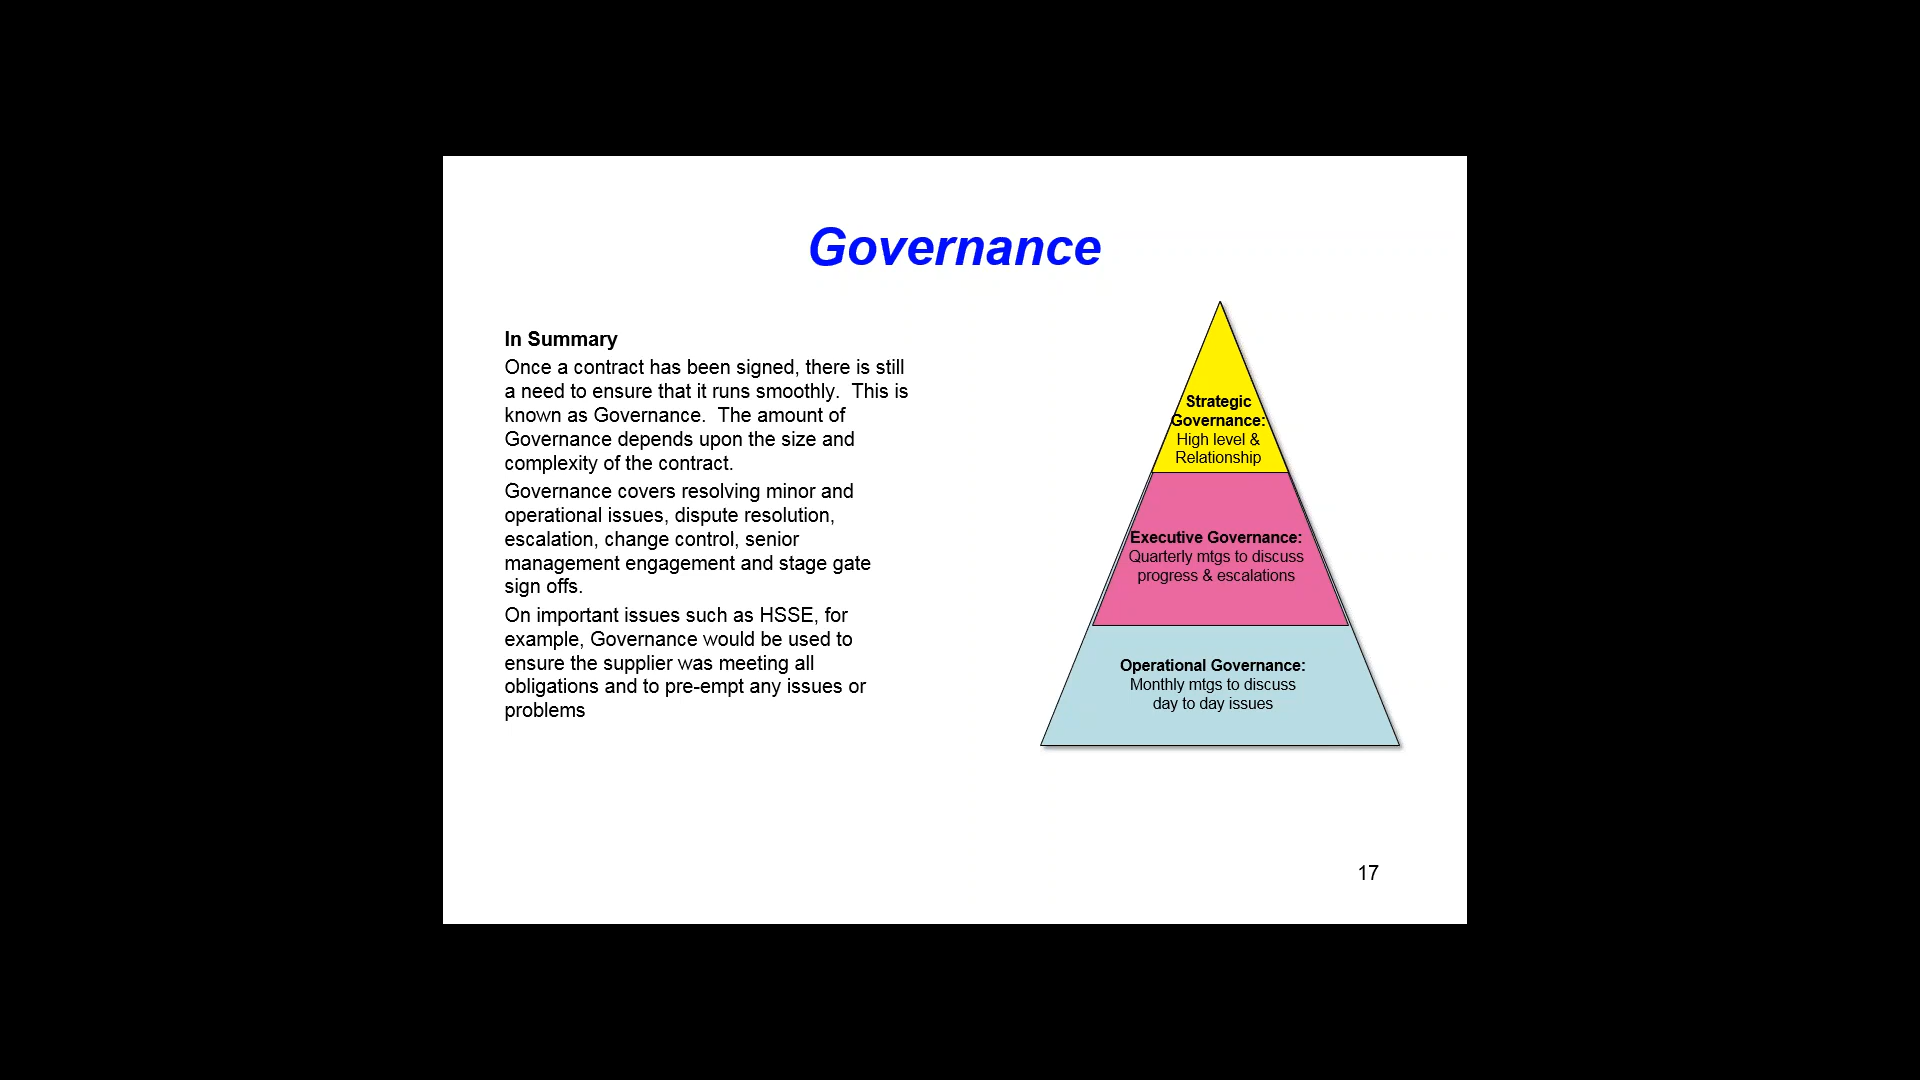 Governance
In Summary
Once a contract has been signed, there is still
a need to ensure that it runs smoothly.  This is
known as Governance.  The amount of
Governance depends upon the size and
complexity of the contract.
Governance covers resolving minor and
operational issues, dispute resolution,
escalation, change control, senior
management engagement and stage gate
sign offs.
On important issues such as HSSE, for
example, Governance would be used to
ensure the supplier was meeting all
obligations and to pre-empt any issues or
problems
Strategic
Governance:
High level &
Relationship
Executive Governance:
Quarterly mtgs to discuss
progress & escalations
Operational Governance:
Monthly mtgs to discuss
day to day issues
17